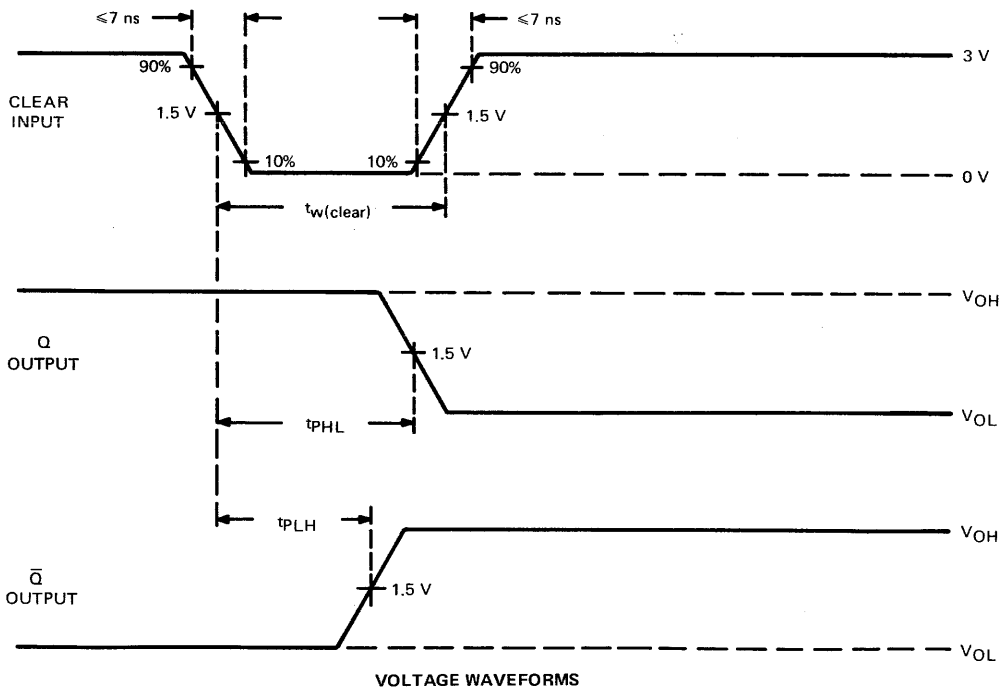 ≤7 ns
≤7 ns
3 V
90%
90%
CLEAR
INPUT
1.5 V
1.5 V
10%
10%
0 V
tw(clear)
VOH
Q
OUTPUT
1.5 V
tPHL
VOL
tPLH
VOH
Q̄
OUTPUT
1.5 V
VOL
VOLTAGE WAVEFORMS